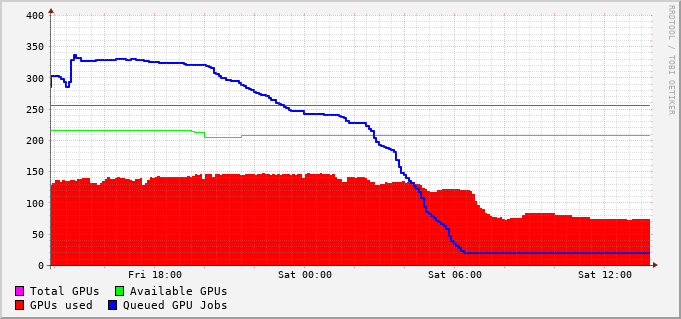 400
350
300
250
200
150
100
50
0
Fri 18:00 Sat 00:00 Sat 06:00 Sat 12:00
Total GPUs Available GPUs
GPUs used Queued GPU Jobs
RRDTOOL / TOBI OETIKER